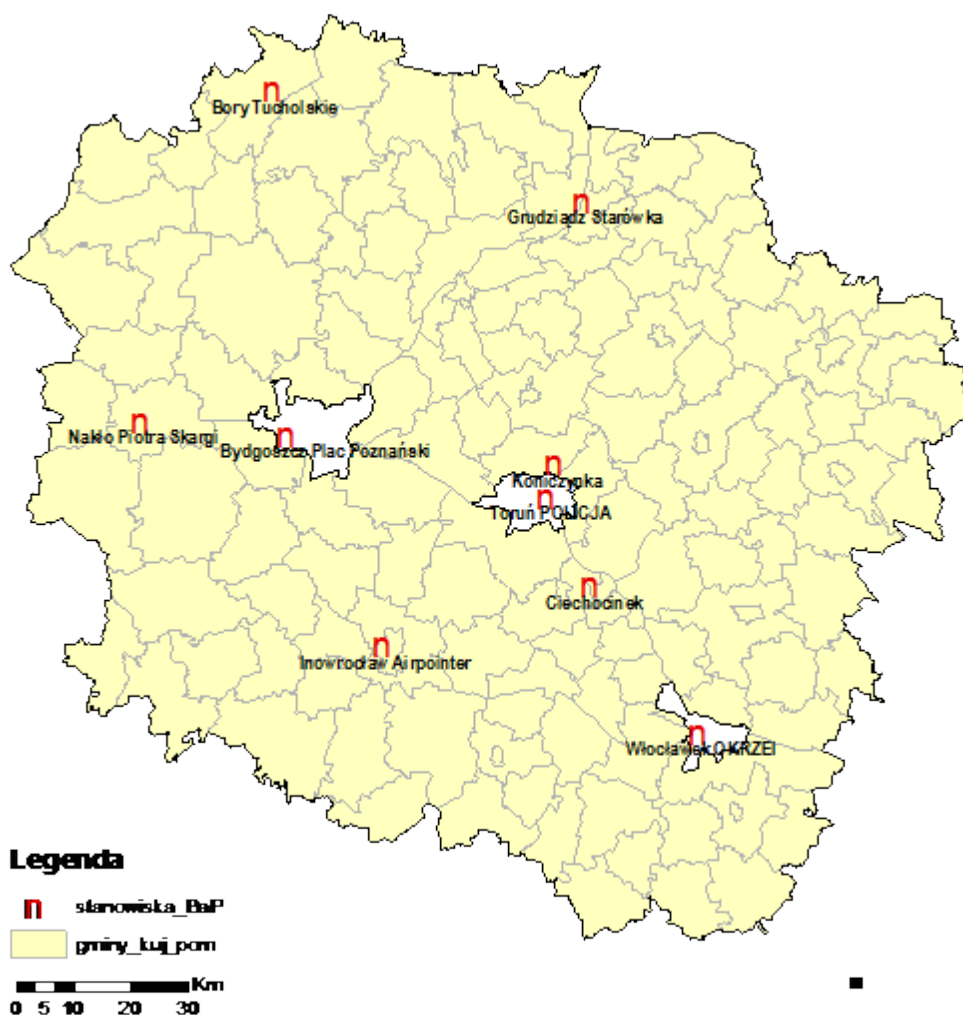 n
Bory Tucholskie
n
Grudziądz Starówka
n
Nakło Piotra Skargi
n
Bydgoszcz Plac Poznański
n
Koniczynka
n
Toruń POLICJA
n
Ciechocinek
n
Inowrocław Airpointer
n
Włocławek OKRZEI
Legenda
n stanowiska_BaP
gminy_kuj_pom
Km
0 5 10 20 30